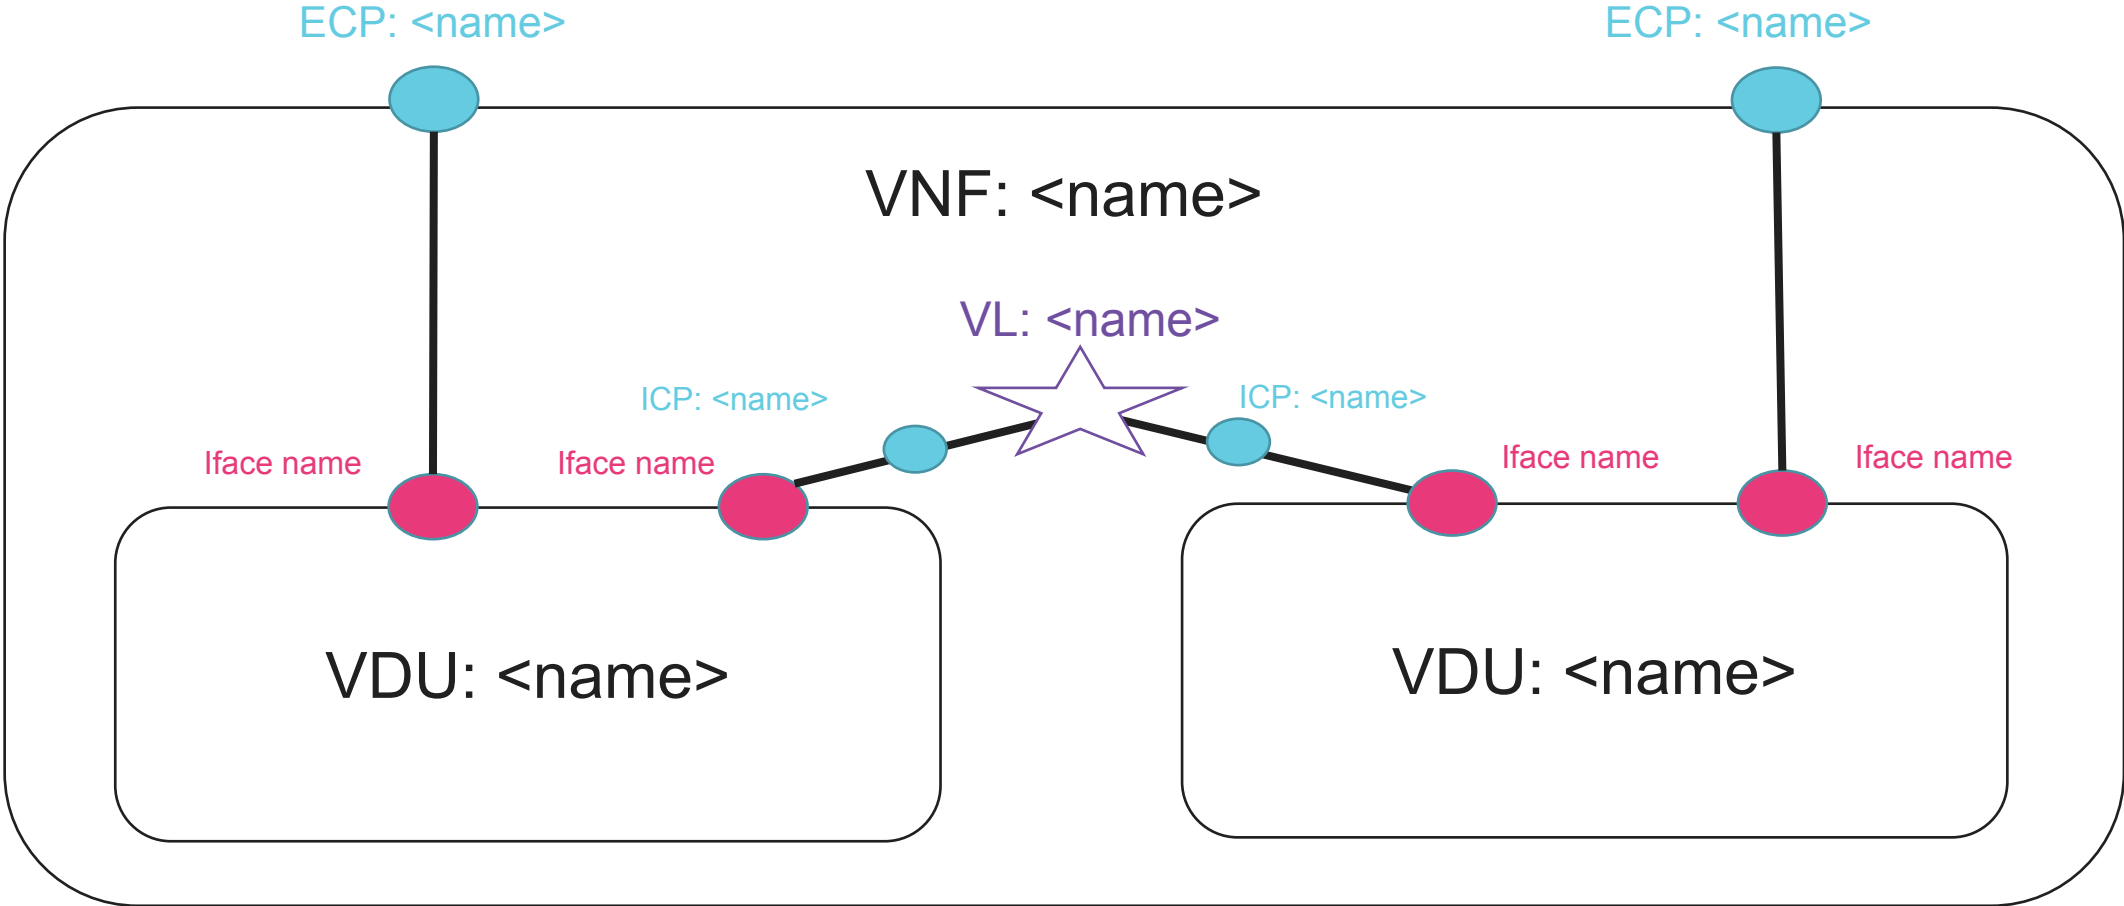 ECP: <name>
ECP: <name>
VNF: <name>
VL: <name>
ICP: <name>
ICP: <name>
Iface name
Iface name
Iface name
Iface name
VDU: <name>
VDU: <name>